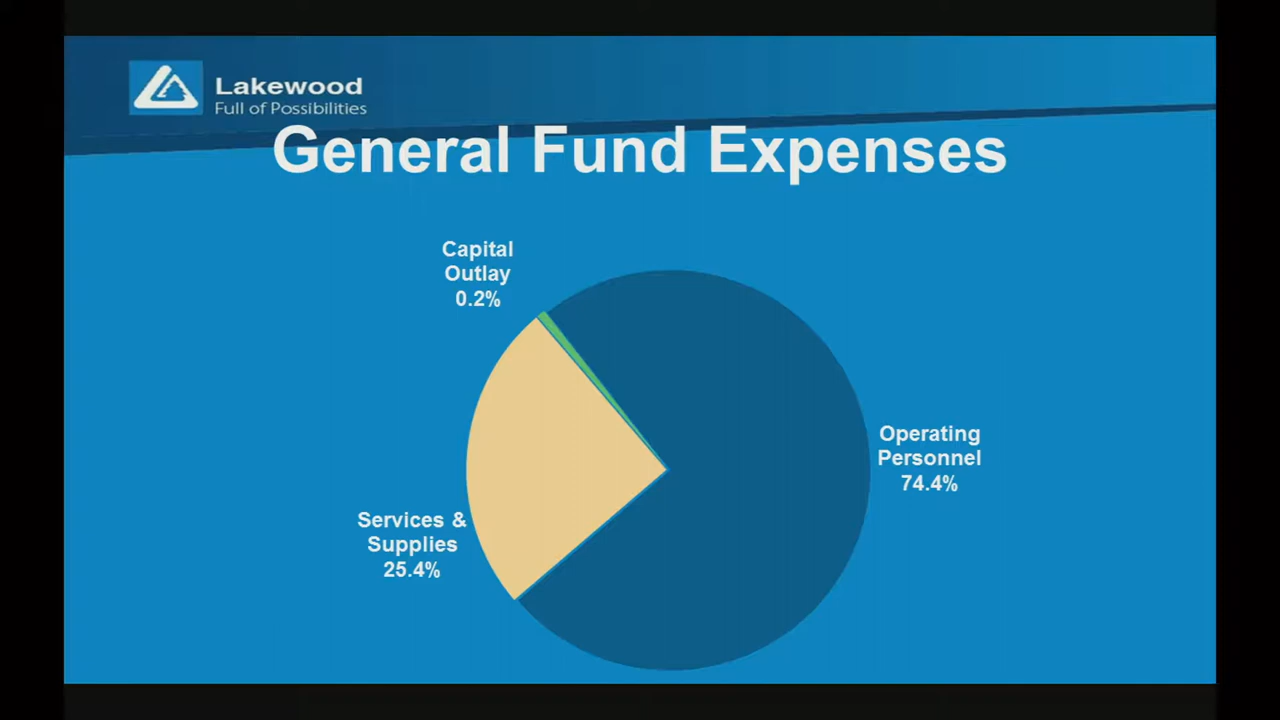 Lakewood
Full of Possibilities
General Fund Expenses
Capital
Outlay
0.2%
Operating
Personnel
74.4%
Services &
Supplies
25.4%